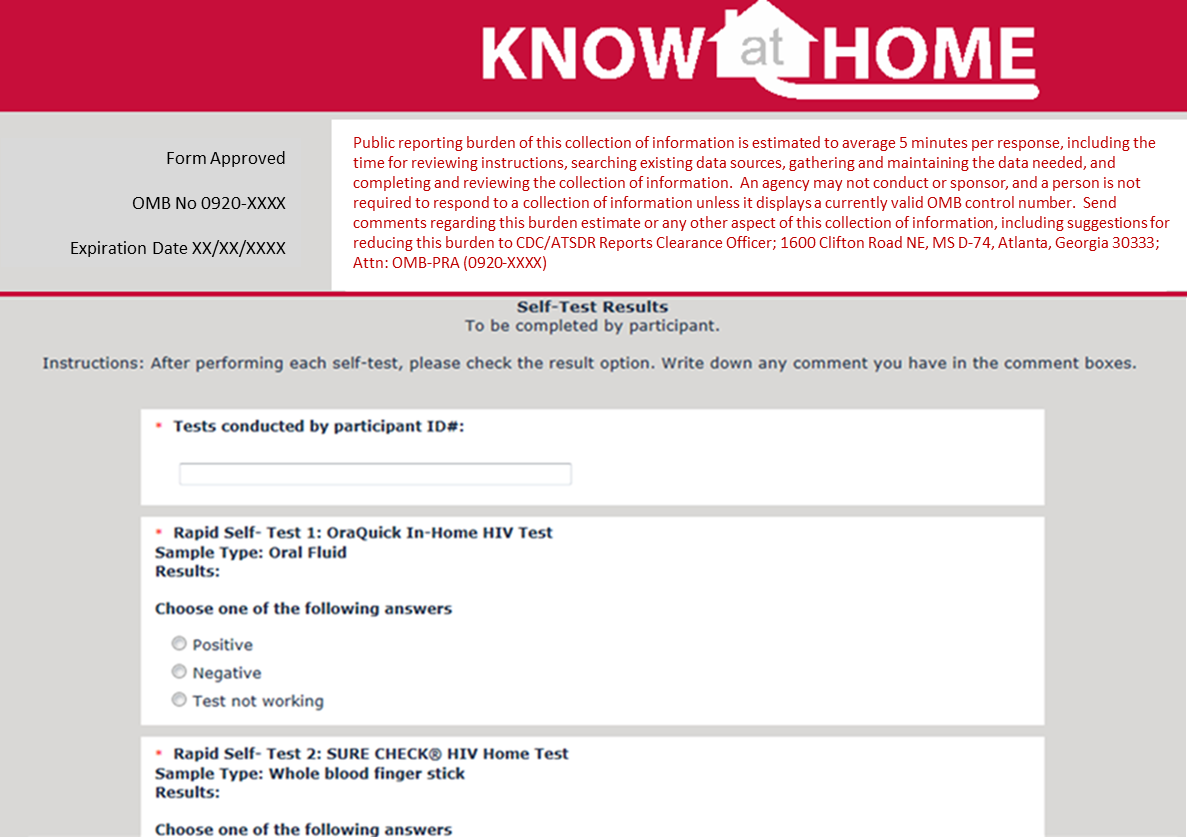 KNOW at HOME
Form Approved
OMB No 0920-XXXX
Expiration Date XX/XX/XXXX
Public reporting burden of this collection of information is estimated to average 5 minutes per response, including the
time for reviewing instructions, searching existing data sources, gathering and maintaining the data needed, and
completing and reviewing the collection of information.  An agency may not conduct or sponsor, and a person is not
required to respond to a collection of information unless it displays a currently valid OMB control number.  Send
comments regarding this burden estimate or any other aspect of this collection of information, including suggestions for
reducing this burden to CDC/ATSDR Reports Clearance Officer; 1600 Clifton Road NE, MS D-74, Atlanta, Georgia 30333;
Attn: OMB-PRA (0920-XXXX)
Self-Test Results
To be completed by participant.
Instructions: After performing each self-test, please check the result option. Write down any comment you have in the comment boxes.
* Tests conducted by participant ID#:
* Rapid Self- Test 1: OraQuick In-Home HIV Test
Sample Type: Oral Fluid
Results:
Choose one of the following answers
Positive
Negative
Test not working
* Rapid Self- Test 2: SURE CHECK® HIV Home Test
Sample Type: Whole blood finger stick
Results:
Choose one of the following answers